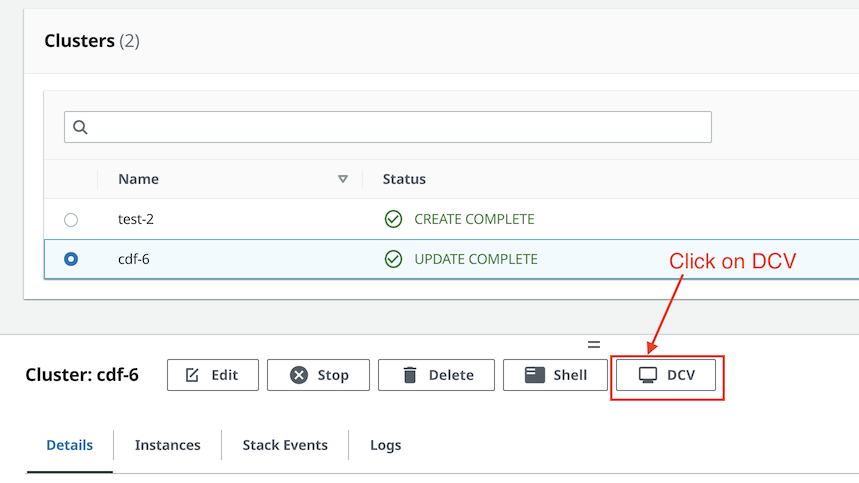 Clusters (2)
Name Status
test-2 CREATE COMPLETE
cdf-6 UPDATE COMPLETE
Click on DCV
Cluster: cdf-6 Edit Stop Delete Shell DCV
Details Instances Stack Events Logs